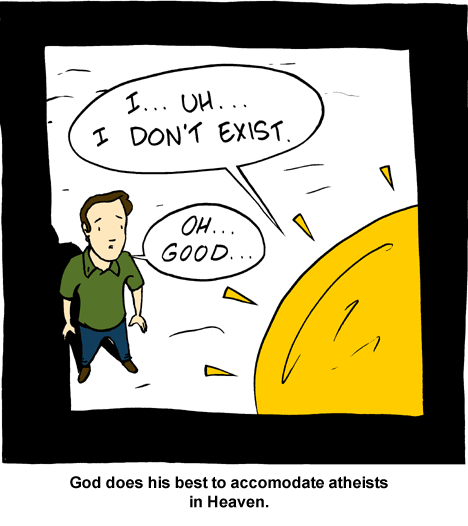 I... UH...
I DON'T EXIST.
OH...
GOOD...
God does his best to accomodate atheists
in Heaven.